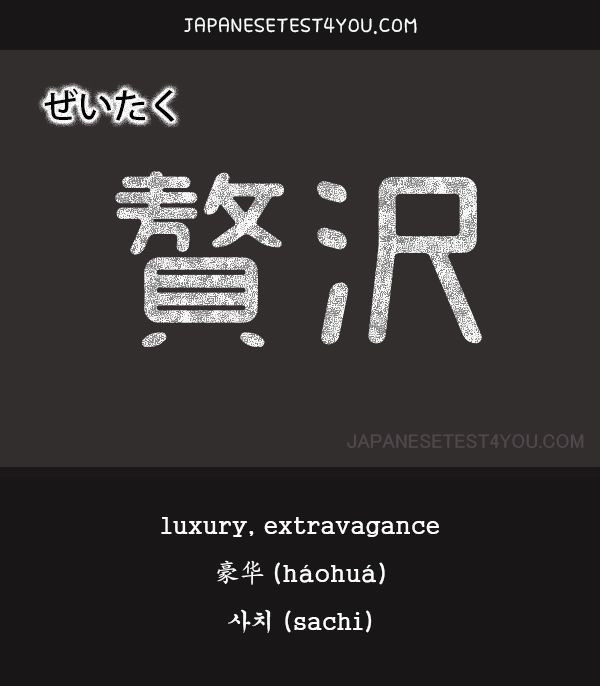 JAPANESETEST4YOU.COM
ぜいたく
贅沢
JAPANESETEST4YOU.COM
luxury, extravagance
豪华 (háohuá)
사치 (sachi)